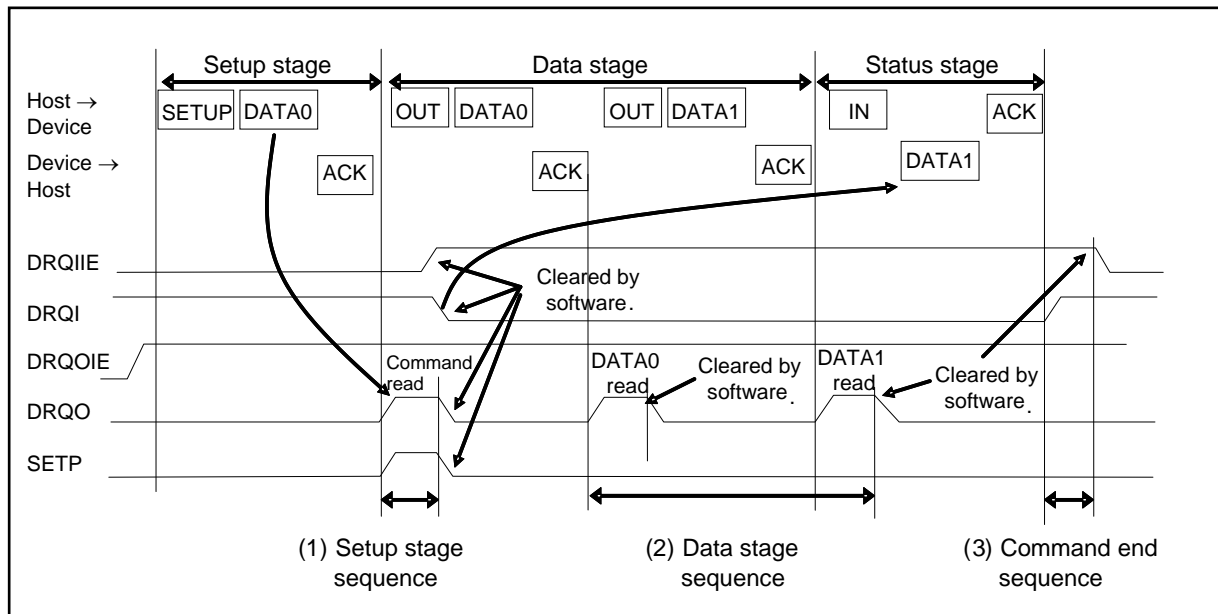 Setup stage
Data stage
Status stage
Host →
Device
SETUP
DATA0
OUT
DATA0
OUT
DATA1
IN
ACK
Device →
Host
ACK
ACK
ACK
DATA1
DRQIIE
Cleared by
software.
DRQI
DRQOIE
Command
read
DATA0
read
Cleared by
software.
DATA1
read
Cleared by
software.
DRQO
SETP
(1) Setup stage
sequence
(2) Data stage
sequence
(3) Command end
sequence